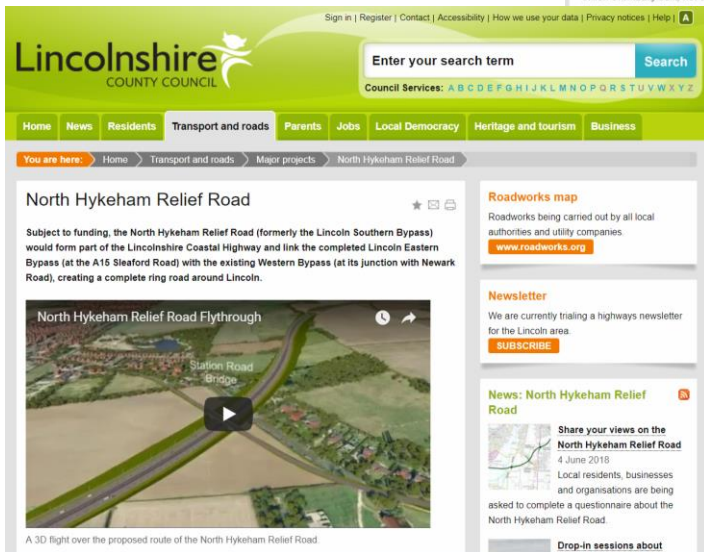 Sign in | Register | Contact | Accessibility | How we use your data | Privacy notices | Help | A
Lincolnshire
COUNTY COUNCIL
Enter your search term
Search
Council Services: A B C D E F G H I J K L M N O P Q R S T U V W X Y Z
Home News Residents Transport and roads Parents Jobs Local Democracy Heritage and tourism Business
You are here: Home Transport and roads Major projects North Hykeham Relief Road
North Hykeham Relief Road
Subject to funding, the North Hykeham Relief Road (formerly the Lincoln Southern Bypass)
would form part of the Lincolnshire Coastal Highway and link the completed Lincoln Eastern
Bypass (at the A15 Sleaford Road) with the existing Western Bypass (at its junction with Newark
Road), creating a complete ring road around Lincoln.
North Hykeham Relief Road Flythrough
Station Road
Bridge
A 3D flight over the proposed route of the North Hykeham Relief Road
Roadworks map
Roadworks being carried out by all local
authorities and utility companies.
www.roadworks.org
Newsletter
We are currently trialing a highways newsletter
for the Lincoln area.
SUBSCRIBE
News: North Hykeham Relief
Road
Share your views on the
North Hykeham Relief Road
4 June 2018
Local residents, businesses
and organisations are being
asked to complete a questionnaire about the
North Hykeham Relief Road.
Drop-in sessions about